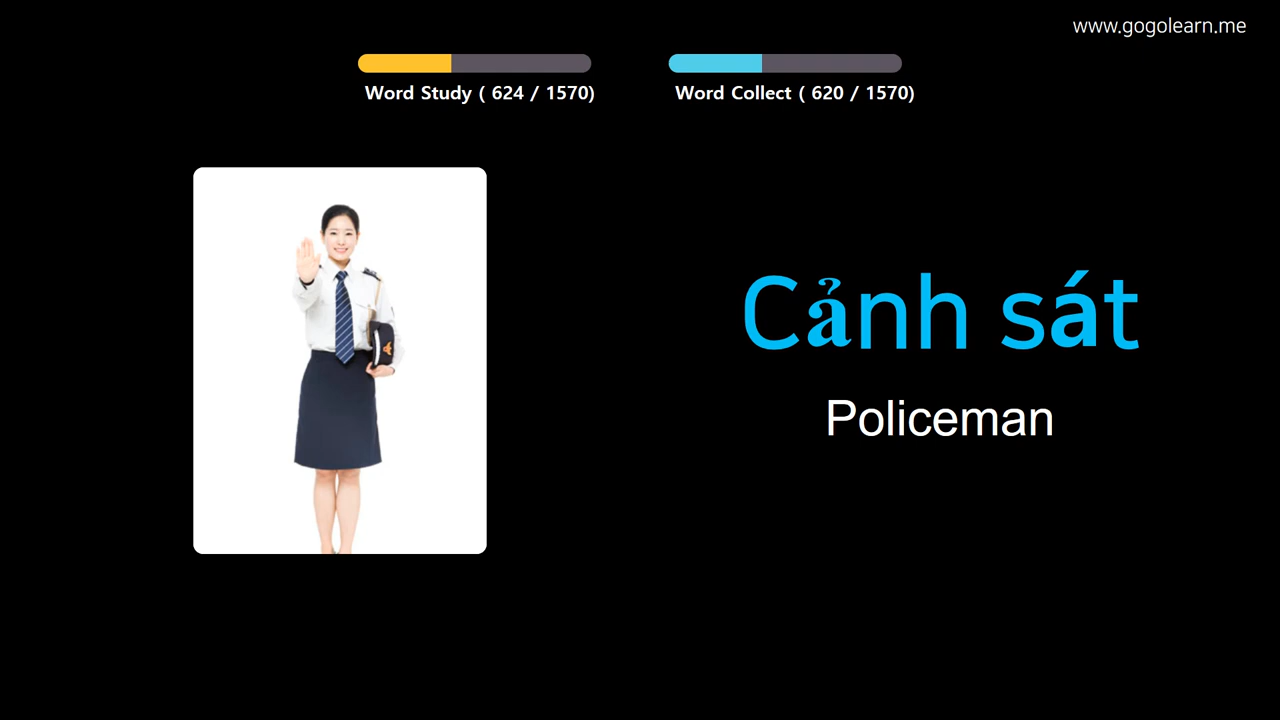 www.gogolearn.me
Word Study ( 624 / 1570)
Word Collect ( 620 / 1570)
Cảnh sát
Policeman